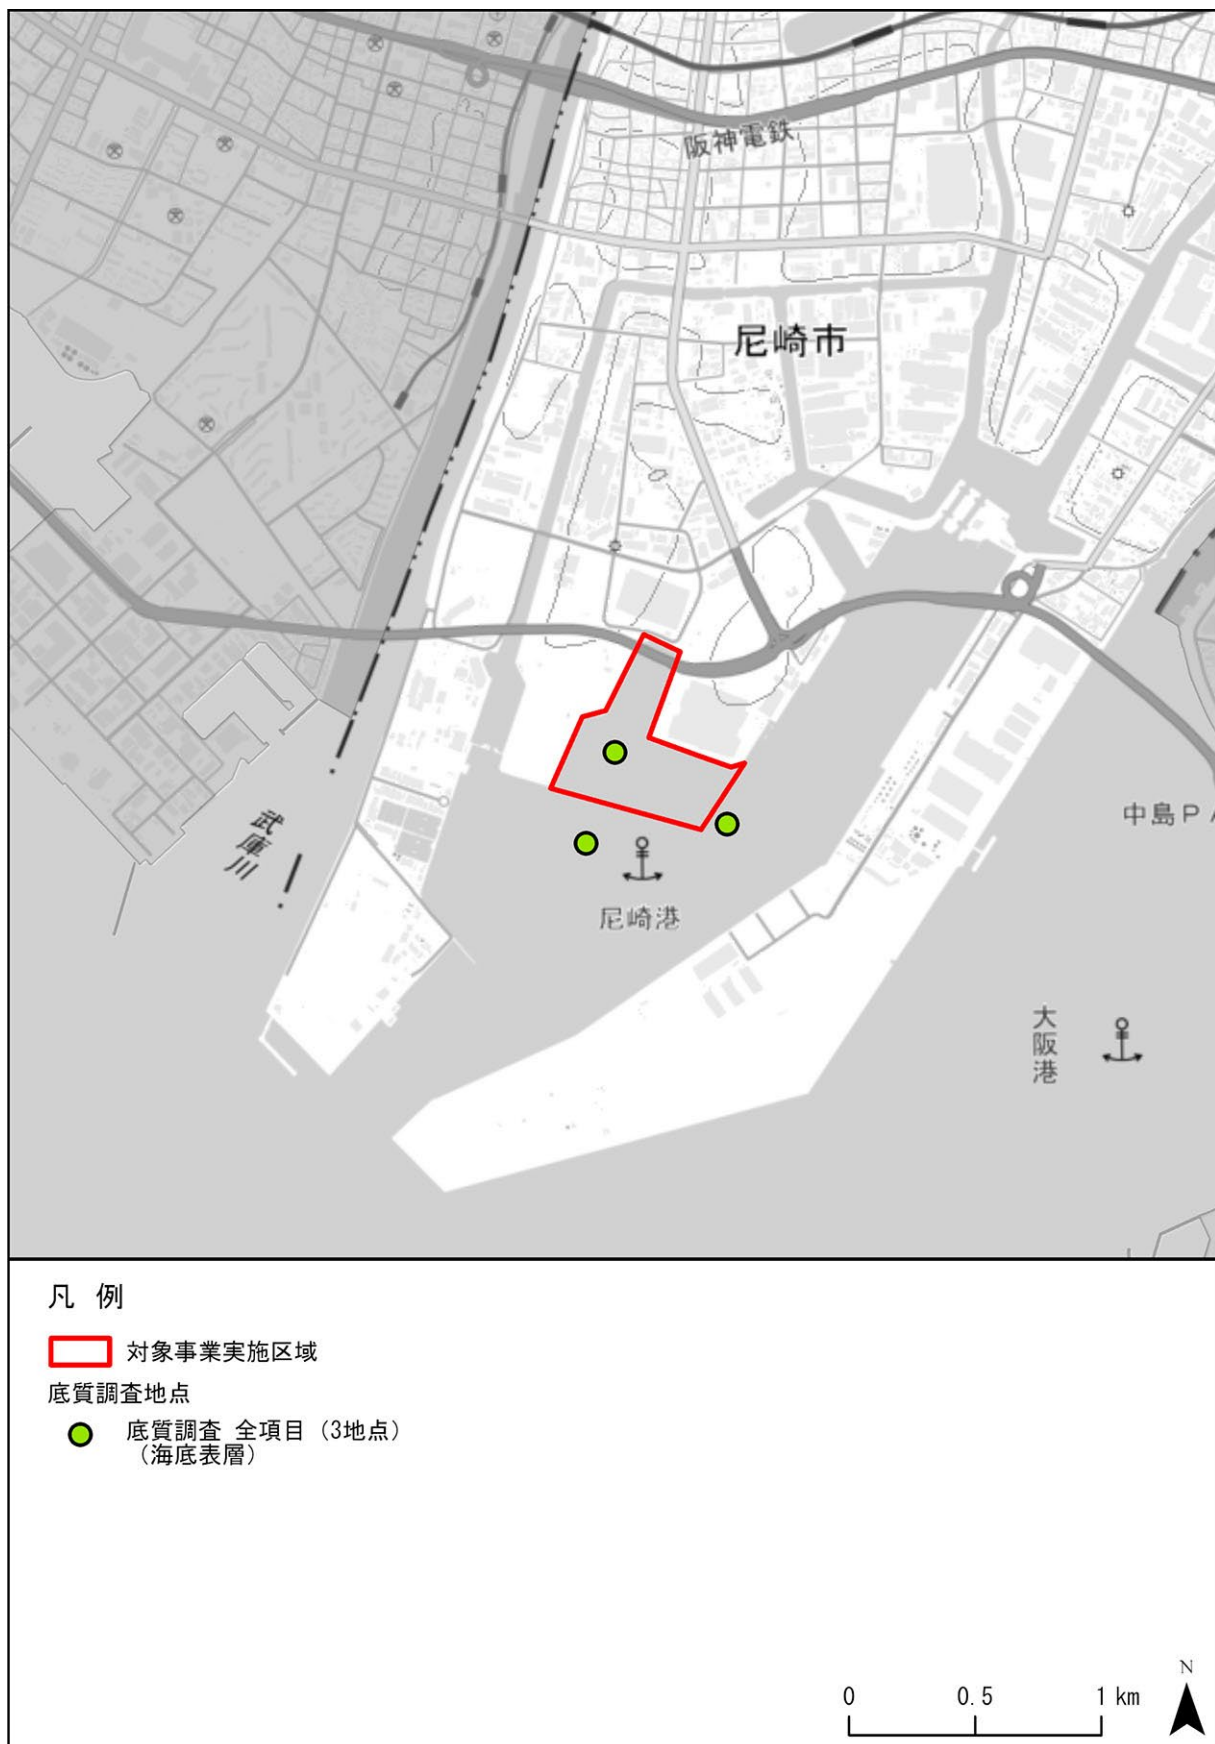 阪神電鉄
尼崎市
中島PA
武庫川
尼崎港
大阪港
凡 例
対象事業実施区域
底質調査地点
底質調査 全項目（3地点）
（海底表層）
N
0 0.5 1 km